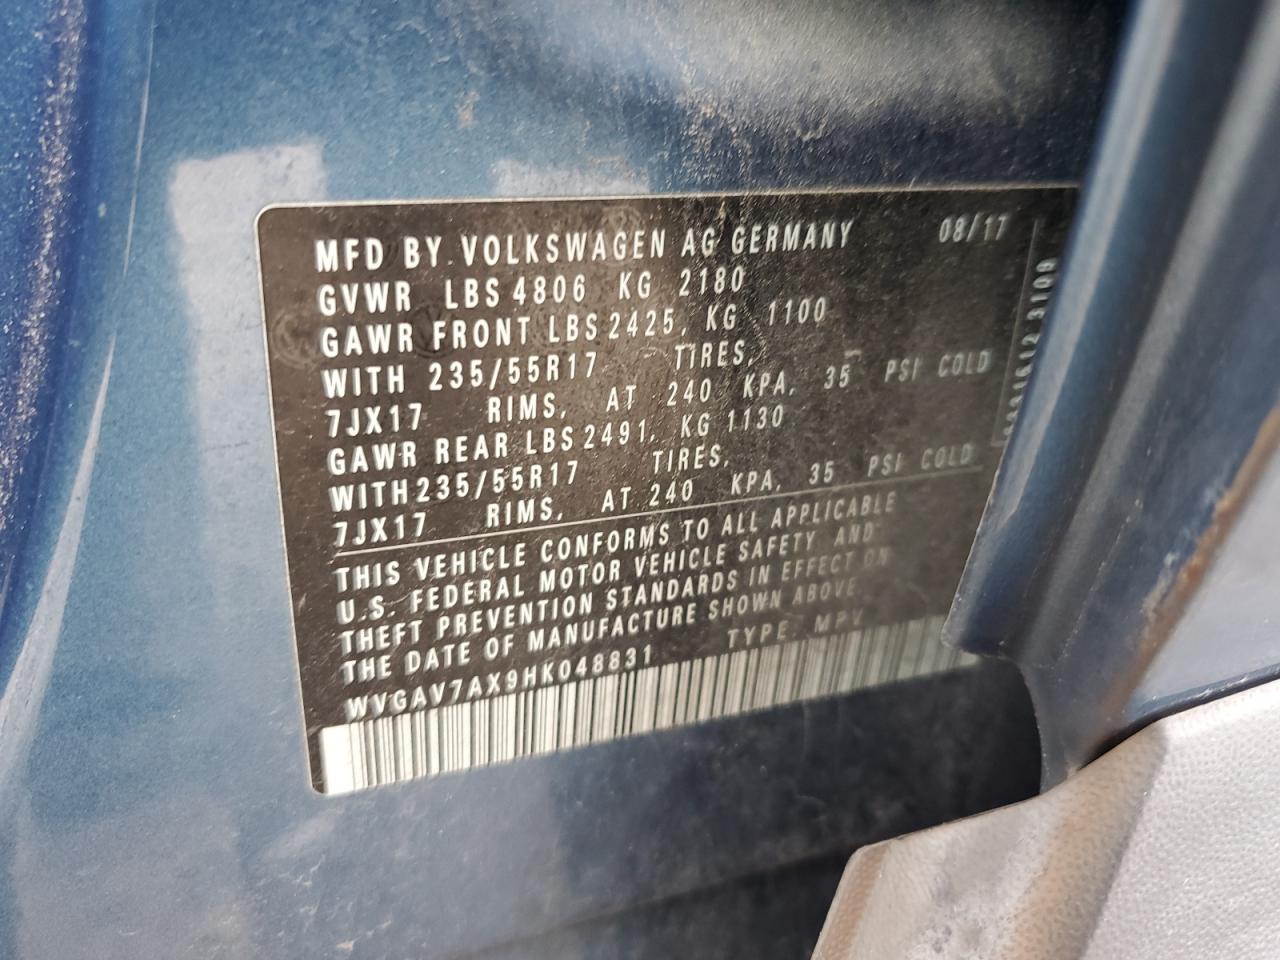 MFD BY VOLKSWAGEN AG GERMANY 08/17
GVWR LBS 4806 KG 2180
GAWR FRONT LBS 2425, KG 1100
WITH 235/55R17 TIRES,
7JX17 RIMS, AT 240 KPA, 35 PSI COLD
GAWR REAR LBS 2491, KG 1130
WITH 235/55R17 TIRES,
7JX17 RIMS, AT 240 KPA, 35 PSI COLD
THIS VEHICLE CONFORMS TO ALL APPLICABLE
U.S. FEDERAL MOTOR VEHICLE SAFETY AND
THEFT PREVENTION STANDARDS IN EFFECT ON
THE DATE OF MANUFACTURE SHOWN ABOVE
WVGAV7AX9HK048831 TYPE: MPV